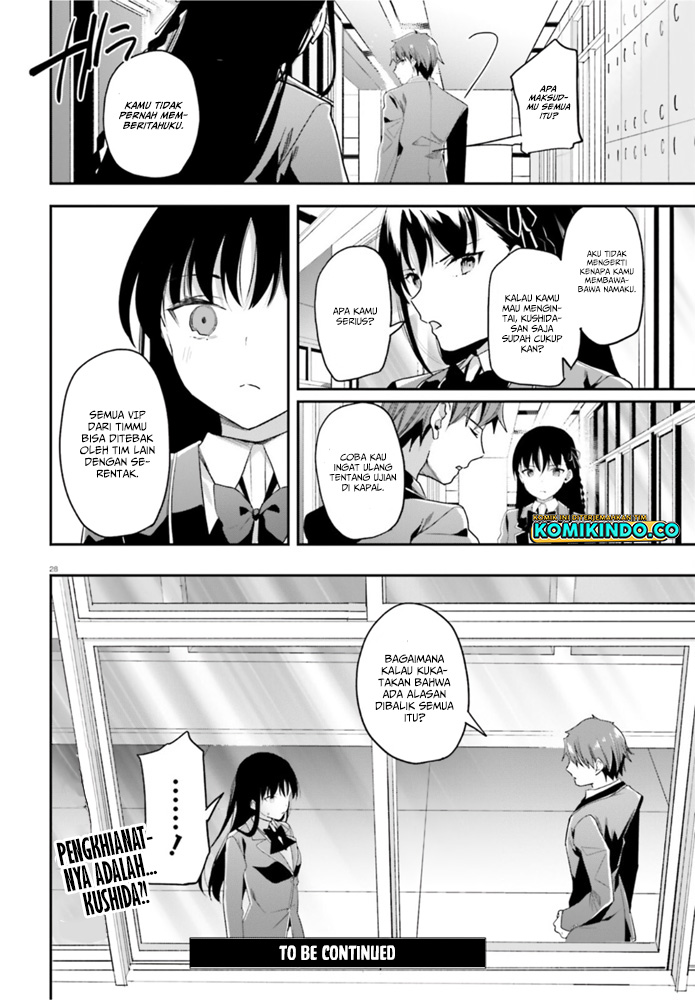 ガラ
APA
MAKSUD-
MU SEMUA
ITU?
KAMU TIDAK
PERNAH MEM-
BERITAHUKU.
AKU TIDAK
MENGERTI
KENAPA KAMU
MEMBAWA-
BAWA NAMAKU.
KALAU KAMU
MAU MENGIN-
TAI, KUSHIDA-
SAN SAJA
SUDAH CUKUP
KAN?
APA KAMU
SERIUS?
COBA KAU
INGAT ULANG
TENTANG UJIAN
DI KAPAL.
SEMUA VIP
DARI TIMMU
BISA DITEBAK
OLEH TIM LAIN
DENGAN SE-
RENTAK.
KOMIKINDO.CO
28
BAGAIMANA
KALAU KUKA-
TAKAN BAHWA
ADA ALASAN
DIBALIK SEMUA
ITU?
......!
PENGKHIANAT-
NYA ADALAH...
KUSHIDA?!
TO BE CONTINUED